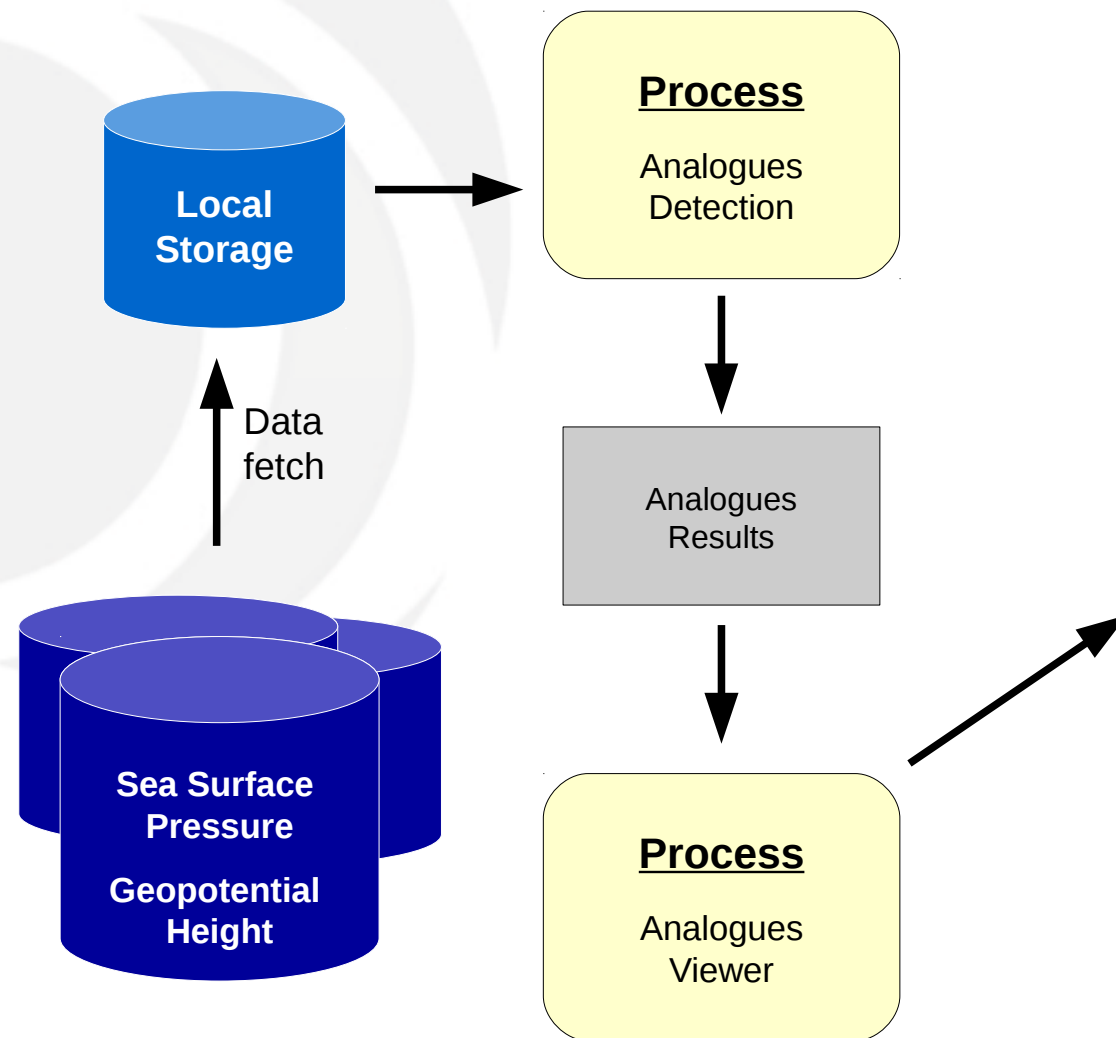 Process
Analogues
Detection
Local
Storage
Data
fetch
Analogues
Results
Sea Surface
Pressure
Geopotential
Height
Process
Analogues
Viewer